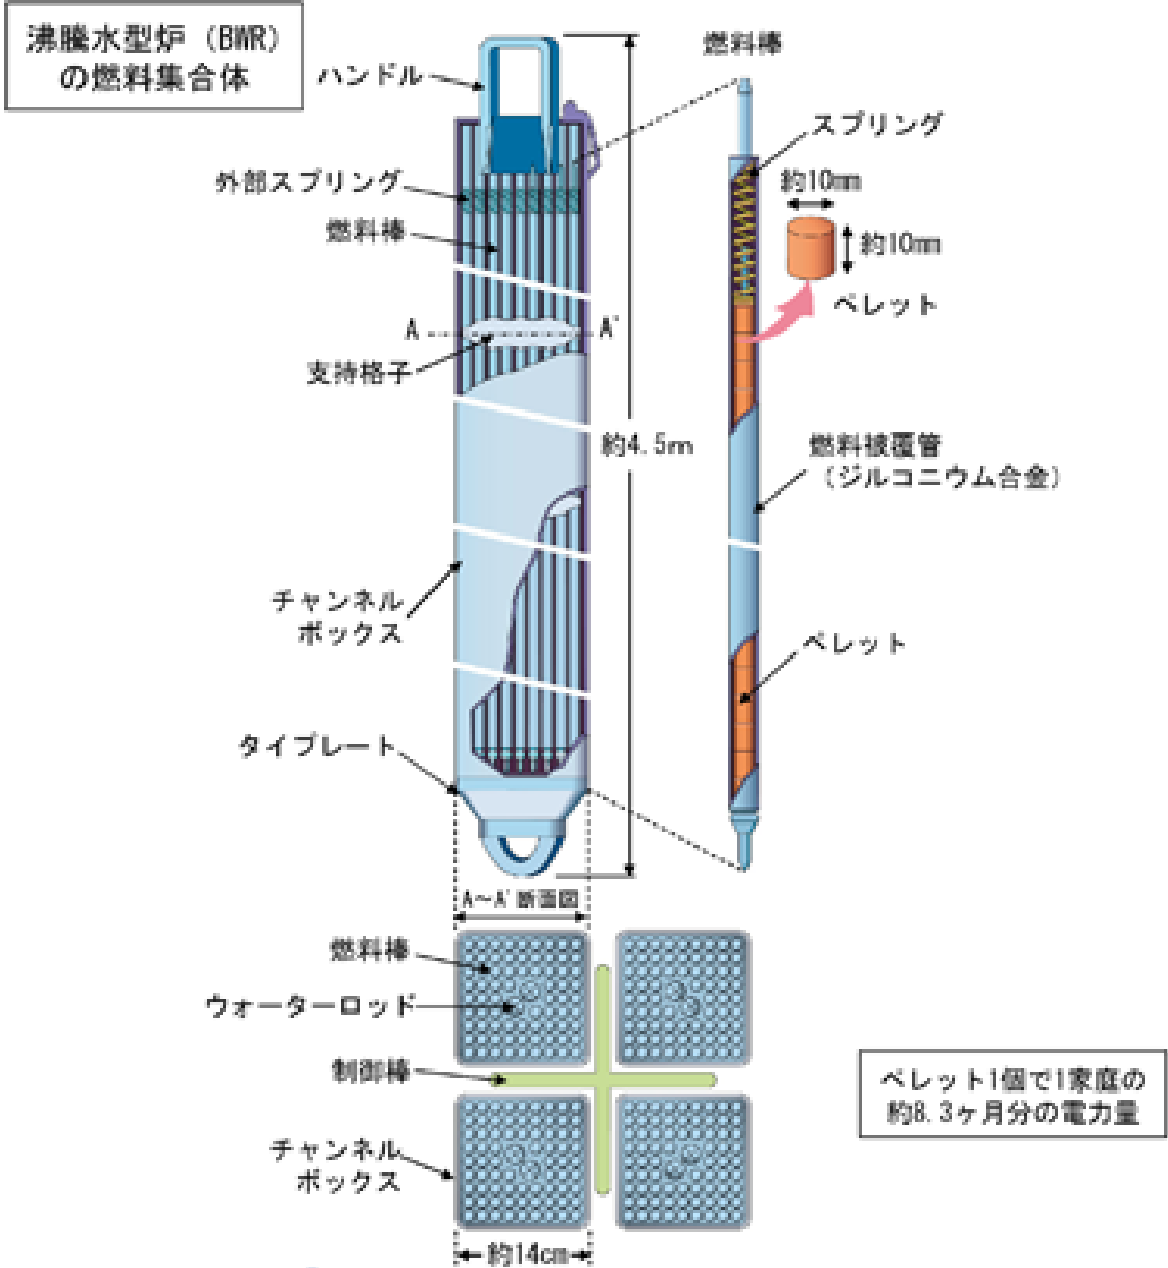 沸騰水型炉 (BWR)
の燃料集合体
ハンドル
燃料棒
スプリング
約10mm
約10mm
ペレット
外部スプリング
燃料棒
A
A'
支持格子
約4.5m
燃料被覆管
(ジルコニウム合金)
チャンネル
ボックス
ペレット
タイプレート
A～A'断面図
燃料棒
ウォーターロッド
制御棒
チャンネル
ボックス
約14cm
ペレット1個で1家庭の
約8.3ヶ月分の電力量